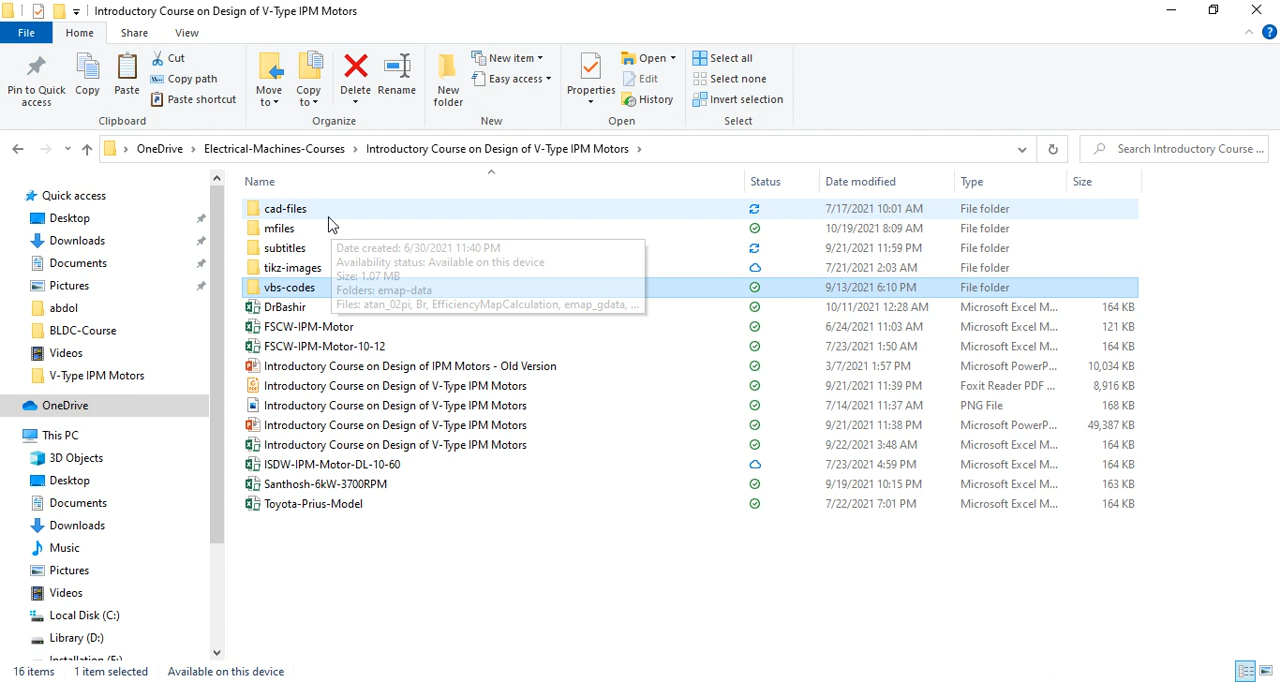 Introductory Course on Design of V-Type IPM Motors
File Home Share View
Pin to Quick access
Copy
Paste
Cut
Copy path
Paste shortcut
Clipboard
Move to
Copy to
Delete
Rename
Organize
New folder
New item
Easy access
New
Properties
Open
Edit
History
Open
Select all
Select none
Invert selection
Select
OneDrive › Electrical-Machines-Courses › Introductory Course on Design of V-Type IPM Motors ›
Search Introductory Course ...
Name Status Date modified Type Size
Quick access
Desktop
Downloads
Documents
Pictures
abdol
BLDC-Course
Videos
V-Type IPM Motors
OneDrive
This PC
3D Objects
Desktop
Documents
Downloads
Music
Pictures
Videos
Local Disk (C:)
Library (D:)
cad-files 7/17/2021 10:01 AM File folder
mfiles 10/19/2021 8:09 AM File folder
subtitles 9/21/2021 11:59 PM File folder
tikz-images 7/21/2021 2:03 AM File folder
vbs-codes 9/13/2021 6:10 PM File folder
DrBashir 10/11/2021 12:28 AM Microsoft Excel M... 164 KB
FSCW-IPM-Motor 6/24/2021 11:03 AM Microsoft Excel M... 121 KB
FSCW-IPM-Motor-10-12 7/23/2021 1:50 AM Microsoft Excel M... 164 KB
Introductory Course on Design of IPM Motors - Old Version 3/7/2021 1:57 PM Microsoft PowerP... 10,034 KB
Introductory Course on Design of V-Type IPM Motors 9/21/2021 11:39 PM Foxit Reader PDF ... 8,916 KB
Introductory Course on Design of V-Type IPM Motors 7/14/2021 11:37 AM PNG File 168 KB
Introductory Course on Design of V-Type IPM Motors 9/21/2021 11:38 PM Microsoft PowerP... 49,387 KB
Introductory Course on Design of V-Type IPM Motors 9/22/2021 3:48 AM Microsoft Excel M... 164 KB
ISDW-IPM-Motor-DL-10-60 7/23/2021 4:59 PM Microsoft Excel M... 164 KB
Santhosh-6kW-3700RPM 9/19/2021 10:15 PM Microsoft Excel M... 163 KB
Toyota-Prius-Model 7/22/2021 7:01 PM Microsoft Excel M... 164 KB
Date created: 6/30/2021 11:40 PM
Availability status: Available on this device
Size: 1.07 MB
Folders: emap-data
Files: atan_02pi, Br, EfficiencyMapCalculation, emap_gdata, ...
16 items 1 item selected Available on this device